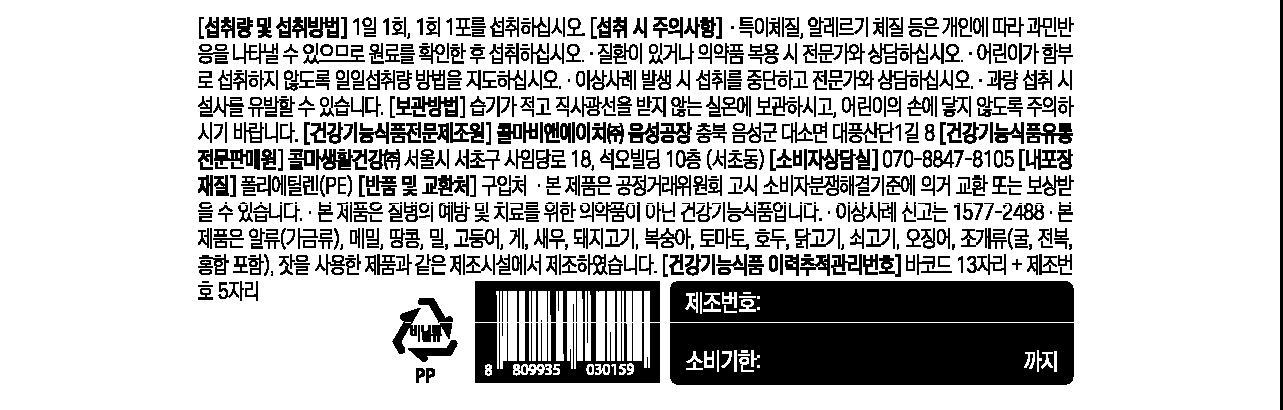 [섭취량 및 섭취방법] 1일 1회, 1회 1포를 섭취하십시오. [섭취 시 주의사항] · 특이체질, 알레르기 체질 등은 개인에 따라 과민반
응을 나타낼 수 있으므로 원료를 확인한 후 섭취하십시오. · 질환이 있거나 의약품 복용 시 전문가와 상담하십시오. · 어린이가 함부
로 섭취하지 않도록 일일섭취량 방법을 지도하십시오. · 이상사례 발생 시 섭취를 중단하고 전문가와 상담하십시오. · 과량 섭취 시
설사를 유발할 수 있습니다. [보관방법] 습기가 적고 직사광선을 받지 않는 실온에 보관하시고, 어린이의 손에 닿지 않도록 주의하
시기 바랍니다. [건강기능식품전문제조원] 콜마비앤에이치㈜ 음성공장 충북 음성군 대소면 대풍산단1길 8 [건강기능식품유통
전문판매원] 콜마생활건강㈜ 서울시 서초구 사임당로 18, 석오빌딩 10층 (서초동) [소비자상담실] 070-8847-8105 [내포장
재질] 폴리에틸렌(PE) [반품 및 교환처] 구입처 · 본 제품은 공정거래위원회 고시 소비자분쟁해결기준에 의거 교환 또는 보상받
을 수 있습니다. · 본 제품은 질병의 예방 및 치료를 위한 의약품이 아닌 건강기능식품입니다. · 이상사례 신고는 1577-2488 · 본
제품은 알류(가금류), 메밀, 땅콩, 밀, 고등어, 게, 새우, 돼지고기, 복숭아, 토마토, 호두, 닭고기, 쇠고기, 오징어, 조개류(굴, 전복,
홍합 포함), 잣을 사용한 제품과 같은 제조시설에서 제조하였습니다. [건강기능식품 이력추적관리번호] 바코드 13자리 + 제조번
호 5자리
비닐류
PP
8 809935 030159
제조번호:
소비기한: 까지